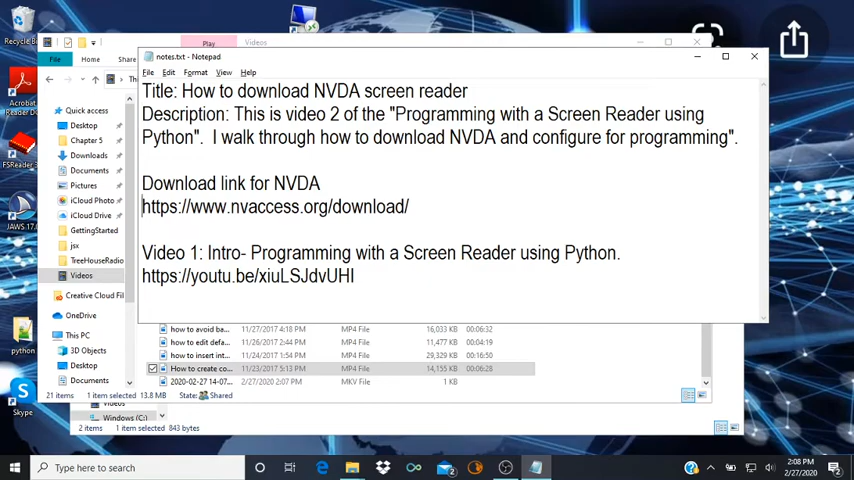 Recycle Bi
Play
Videos
notes.txt - Notepad
File
Home
Share
File
Edit
Format
View
Help
Th
Title: How to download NVDA screen reader
Description: This is video 2 of the "Programming with a Screen Reader using
Python".  I walk through how to download NVDA and configure for programming".
Download link for NVDA
https://www.nvaccess.org/download/
Video 1: Intro- Programming with a Screen Reader using Python.
https://youtu.be/xiuLSJdvUHI
Acrobat
Reader DC
FSReader
JAWS.17.0
python
Skype
Quick access
Desktop
Chapter 5
Downloads
Documents
Pictures
iCloud Photo
iCloud Drive
GettingStarted
jsx
TreeHouseRadio
Videos
Creative Cloud Fil
OneDrive
This PC
3D Objects
Desktop
Documents
how to avoid ba... 11/27/2017 4:18 PM MP4 File 16,033 KB 00:06:32
how to edit defa... 11/27/2017 2:44 PM MP4 File 11,477 KB 00:04:19
how to insert int... 11/24/2017 1:54 PM MP4 File 29,329 KB 00:16:50
How to create co... 11/23/2017 5:13 PM MP4 File 14,155 KB 00:06:28
2020-02-27 14-07... 2/27/2020 2:07 PM MKV File 1 KB
21 items 1 item selected 13.8 MB State: Shared
Videos
Windows (C:)
2 items 1 item selected 843 bytes
Type here to search
2:08 PM
2/27/2020